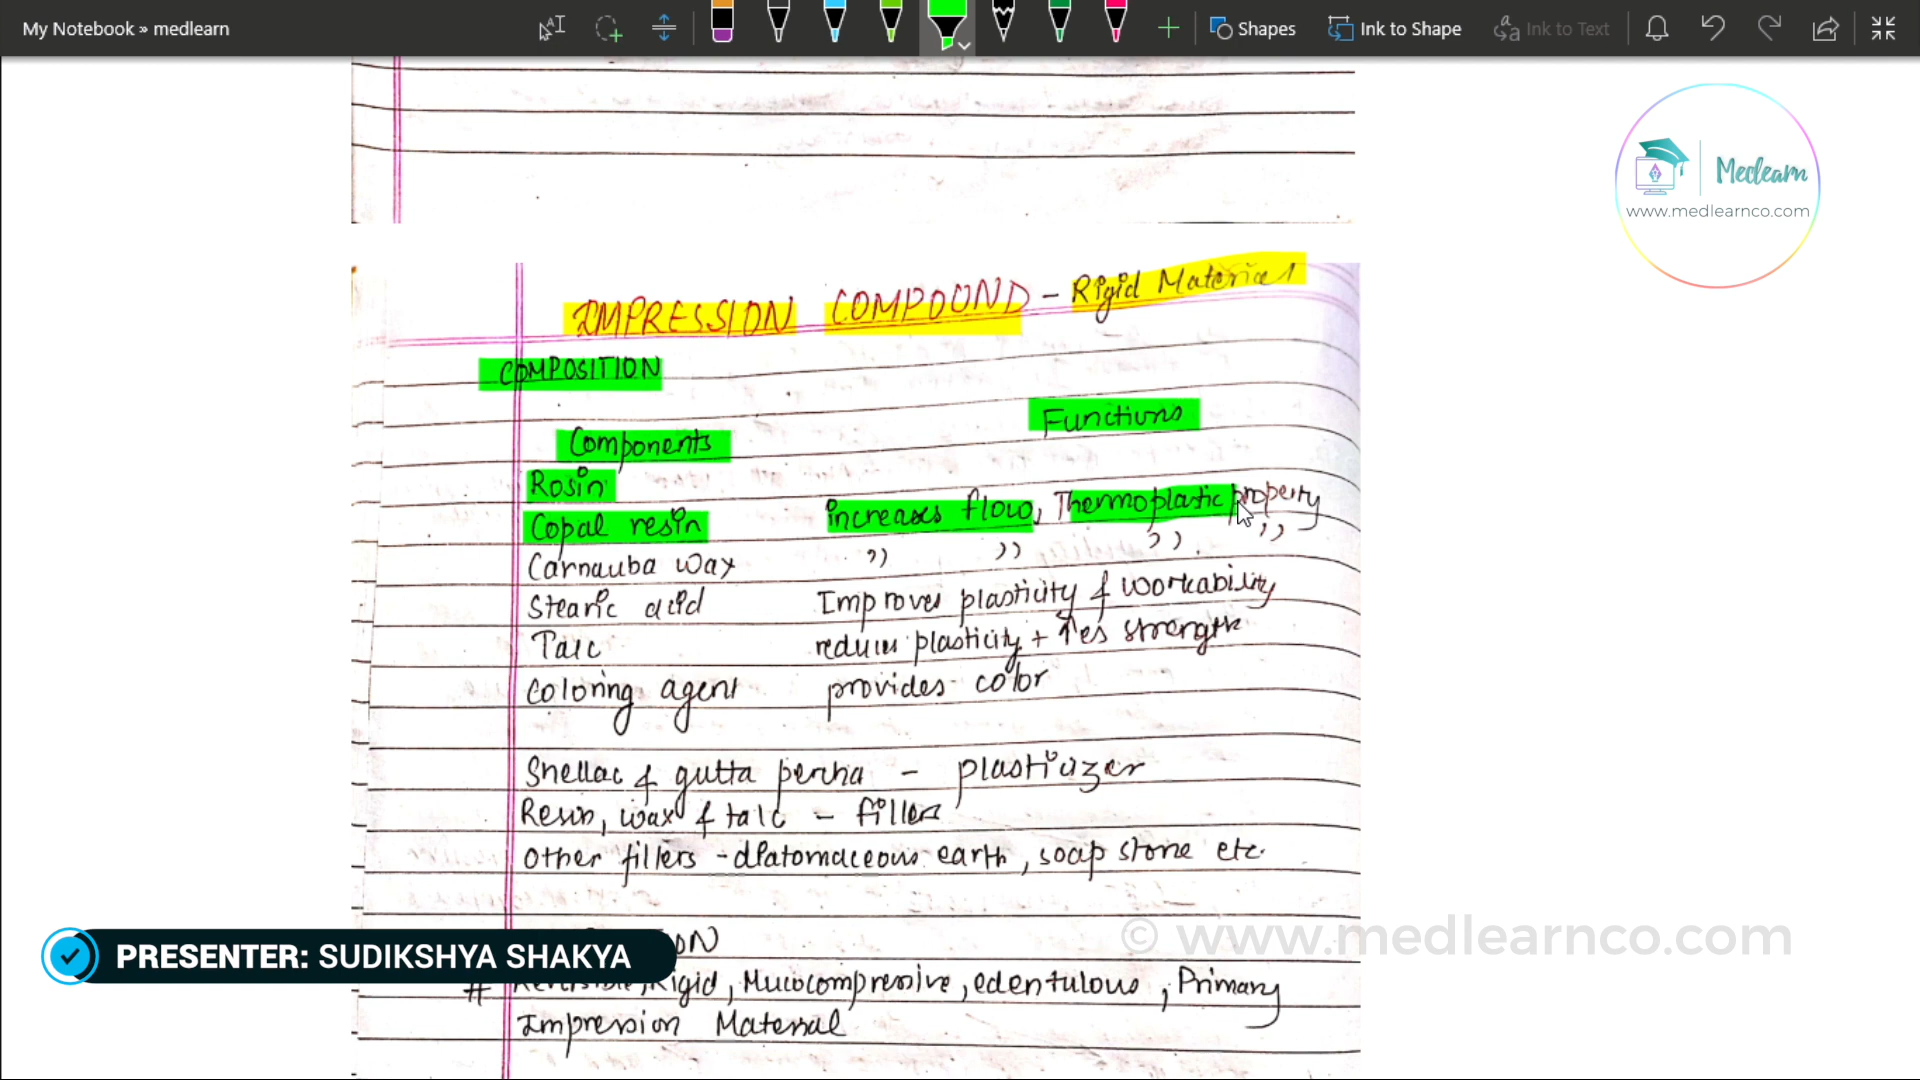 My Notebook » medlearn
Shapes
Ink to Shape
Ink to Text
Medlearn
www.medlearnco.com
IMPRESSION COMPOUND - Rigid Material
COMPOSITION
Components Functions
Rosin
Copal resin increases flow, Thermoplastic property
Carnauba wax ,, ,, ,, ,,
Stearic acid Improves plasticity & workability
Talc reduces plasticity + ↑es strength
Coloring agent provides color
Shellac & gutta percha - plasticizer
Resin, wax & talc - fillers
Other fillers - diatomaceous earth, soap stone etc.
© www.medlearnco.com
PRESENTER: SUDIKSHYA SHAKYA
# Reversible, Rigid, Mucocompressive, edentulous, Primary
Impression Material